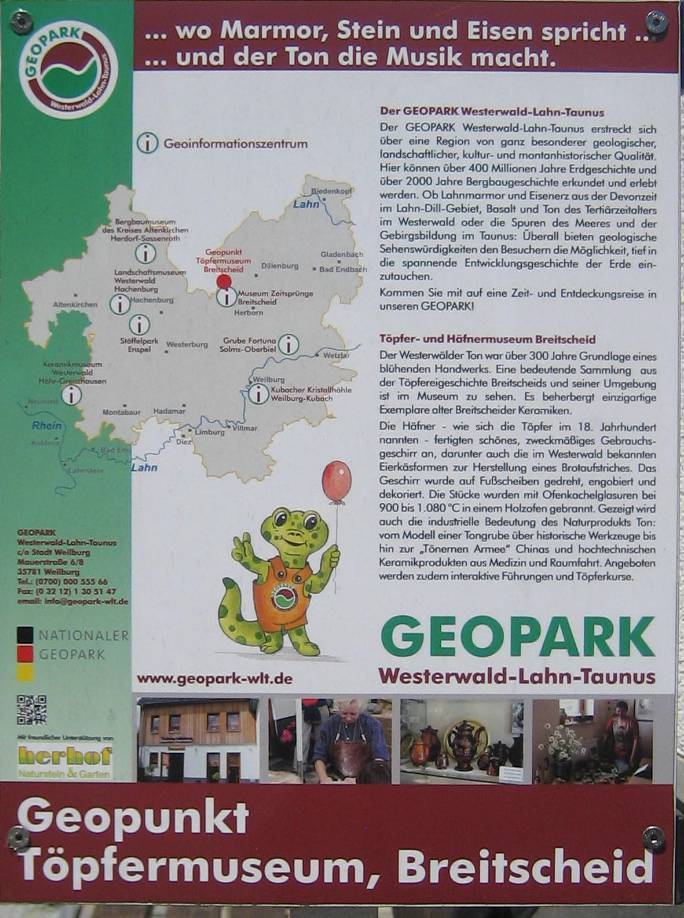 GEOPARK
Westerwald-Lahn-Taunus
... wo Marmor, Stein und Eisen spricht ...
... und der Ton die Musik macht.
i Geoinformationszentrum
Biedenkopf
Lahn
Bergbaumuseum
des Kreises Altenkirchen
Herdorf-Sassenroth
Geopunkt
Töpfermuseum
Breitscheid
Gladenbach
Bad Endbach
Dillenburg
Landschaftsmuseum
Westerwald
Hachenburg
Hachenburg
Museum Zeitsprünge
Breitscheid
Herborn
Altenkirchen
Stöffelpark
Enspel
Westerburg
Grube Fortuna
Solms-Oberbiel
Wetzlar
Keramikmuseum
Westerwald
Höhr-Grenzhausen
Weilburg
Kubacher Kristallhöhle
Weilburg-Kubach
Neuwied
Montabaur
Hadamar
Rhein
Koblenz
Bad Ems
Limburg
Villmar
Diez
Lahnstein
Lahn
Der GEOPARK Westerwald-Lahn-Taunus
Der GEOPARK Westerwald-Lahn-Taunus erstreckt sich
über eine Region von ganz besonderer geologischer,
landschaftlicher, kultur- und montanhistorischer Qualität.
Hier können über 400 Millionen Jahre Erdgeschichte und
über 2000 Jahre Bergbaugeschichte erkundet und erlebt
werden. Ob Lahnmarmor und Eisenerz aus der Devonzeit
im Lahn-Dill-Gebiet, Basalt und Ton des Tertiärzeitalters
im Westerwald oder die Spuren des Meeres und der
Gebirgsbildung im Taunus: Überall bieten geologische
Sehenswürdigkeiten den Besuchern die Möglichkeit, tief in
die spannende Entwicklungsgeschichte der Erde ein-
zutauchen.
Kommen Sie mit auf eine Zeit- und Entdeckungsreise in
unseren GEOPARK!
Töpfer- und Häfnermuseum Breitscheid
Der Westerwälder Ton war über 300 Jahre Grundlage eines
blühenden Handwerks. Eine bedeutende Sammlung aus
der Töpfereigeschichte Breitscheids und seiner Umgebung
ist im Museum zu sehen. Es beherbergt einzigartige
Exemplare alter Breitscheider Keramiken.
Die Häfner - wie sich die Töpfer im 18. Jahrhundert
nannten - fertigten schönes, zweckmäßiges Gebrauchs-
geschirr an, darunter auch die im Westerwald bekannten
Eierkäsformen zur Herstellung eines Brotaufstriches. Das
Geschirr wurde auf Fußscheiben gedreht, engobiert und
dekoriert. Die Stücke wurden mit Ofenkachelglasuren bei
900 bis 1.080 °C in einem Holzofen gebrannt. Gezeigt wird
auch die industrielle Bedeutung des Naturprodukts Ton:
vom Modell einer Tongrube über historische Werkzeuge bis
hin zur „Tönernen Armee" Chinas und hochtechnischen
Keramikprodukten aus Medizin und Raumfahrt. Angeboten
werden zudem interaktive Führungen und Töpferkurse.
GEOPARK
Westerwald-Lahn-Taunus
c/o Stadt Weilburg
Mauerstraße 6/8
35781 Weilburg
Tel.: (0700) 000 555 66
Fax: (0 32 12) 1 30 51 47
email: info@geopark-wlt.de
NATIONALER
GEOPARK
www.geopark-wlt.de
GEOPARK
Westerwald-Lahn-Taunus
Mit freundlicher Unterstützung von:
herhof
Naturstein & Garten
Geopunkt
Töpfermuseum, Breitscheid